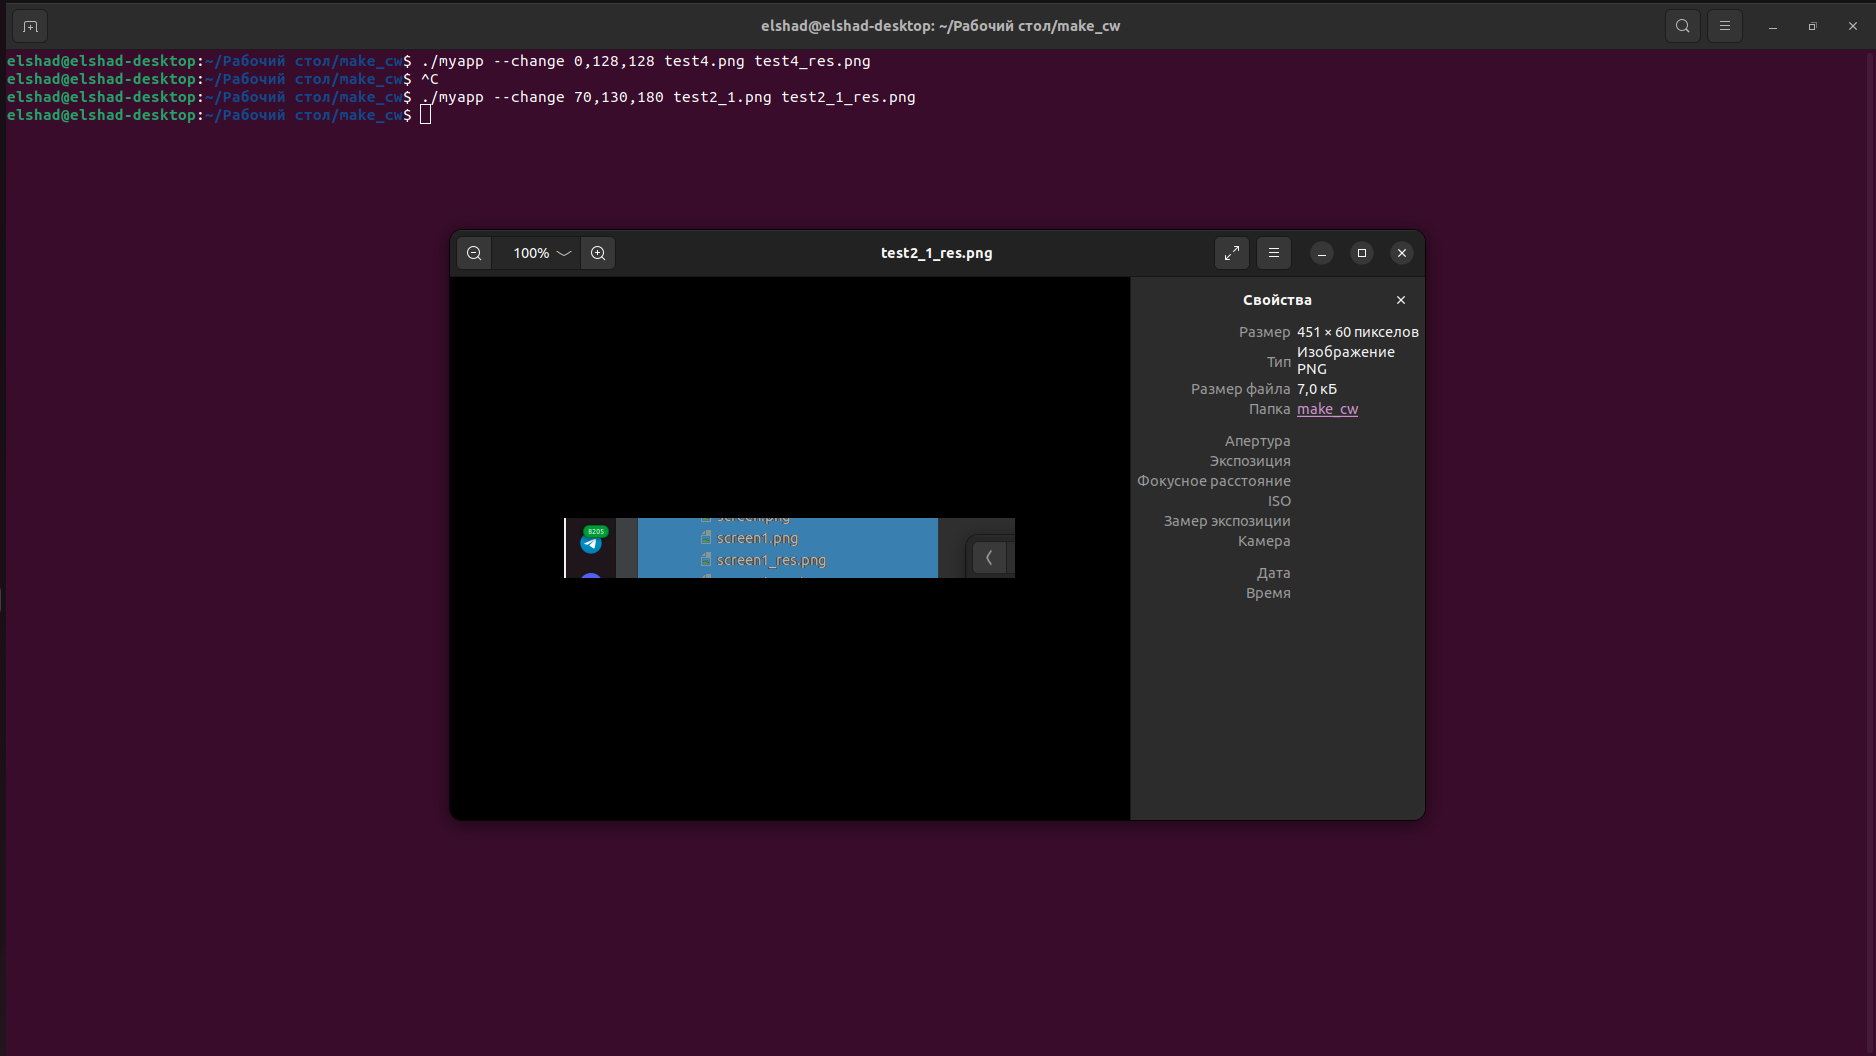 elshad@elshad-desktop: ~/Рабочий стол/make_cw
elshad@elshad-desktop:~/Рабочий стол/make_cw$ ./myapp --change 0,128,128 test4.png test4_res.png
elshad@elshad-desktop:~/Рабочий стол/make_cw$ ^C
elshad@elshad-desktop:~/Рабочий стол/make_cw$ ./myapp --change 70,130,180 test2_1.png test2_1_res.png
elshad@elshad-desktop:~/Рабочий стол/make_cw$
100%
test2_1_res.png
Свойства
Размер 451 × 60 пикселов
Тип Изображение
PNG
Размер файла 7,0 кБ
Папка make_cw
Апертура
Экспозиция
Фокусное расстояние
ISO
Замер экспозиции
Камера
Дата
Время
screen.png
8205
screen1.png
screen1_res.png